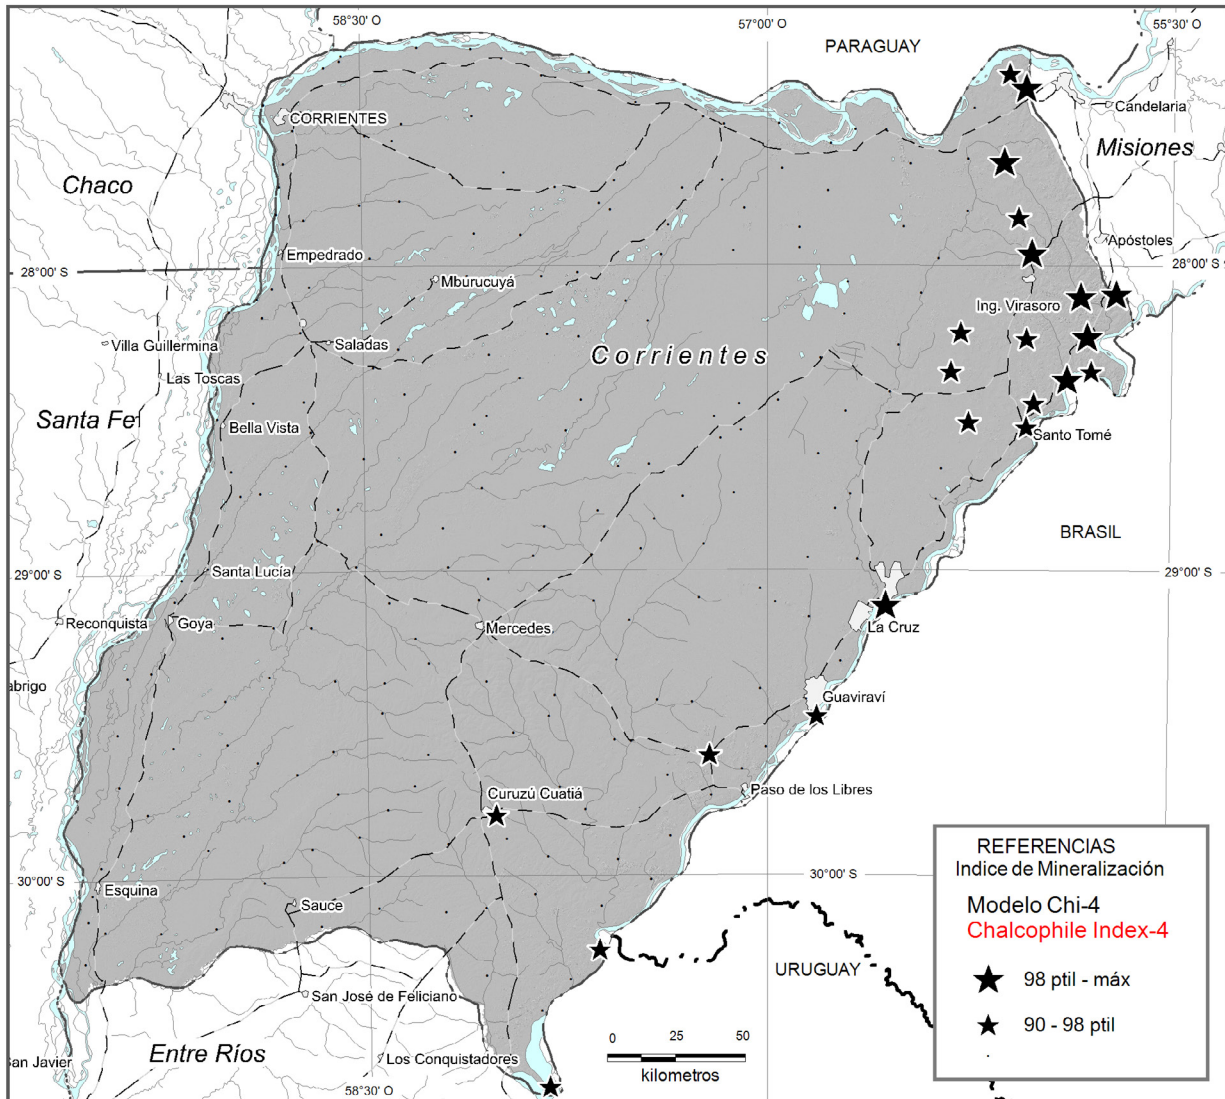 58°30' O
57°00' O
55°30' O
PARAGUAY
CORRIENTES
Candelaria
Misiones
Chaco
Empedrado
Apóstoles
28°00' S
28°00' S
Mburucuyá
Ing. Virasoro
Villa Guillermina
Saladas
Corrientes
Las Toscas
Santa Fe
Bella Vista
Santo Tomé
BRASIL
29°00' S
Santa Lucía
29°00' S
Reconquista
Goya
Mercedes
La Cruz
abrigo
Guaviraví
Curuzú Cuatiá
Paso de los Libres
30°00' S
30°00' S
Esquina
Sauce
URUGUAY
San José de Feliciano
Entre Ríos
San Javier
Los Conquistadores
58°30' O
0 25 50
kilometros
REFERENCIAS
Indice de Mineralización
Modelo Chi-4
Chalcophile Index-4
98 ptil - máx
90 - 98 ptil